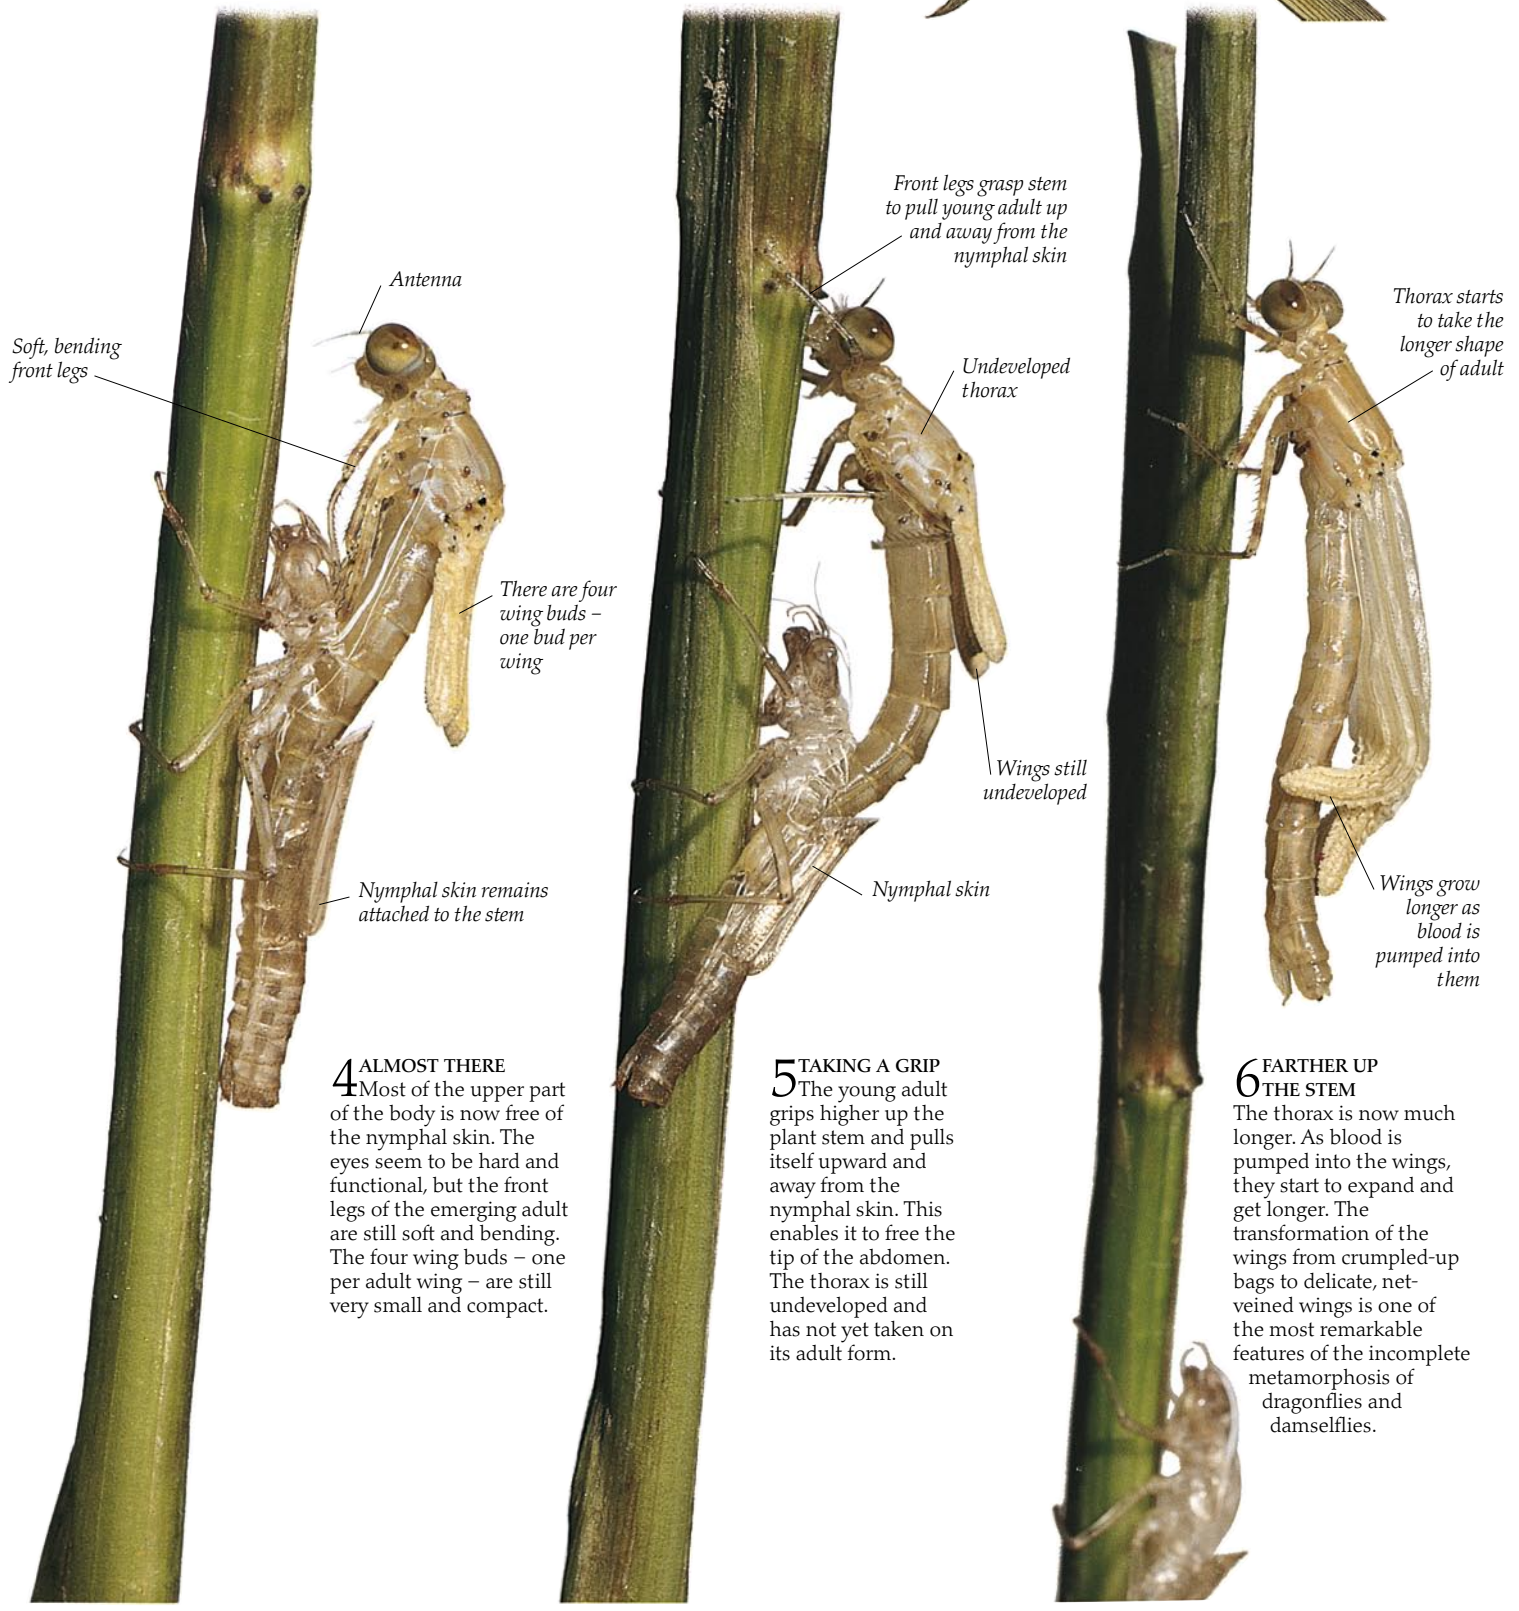 Antenna
Soft, bending
front legs
There are four
wing buds –
one bud per
wing
Nymphal skin remains
attached to the stem
4 ALMOST THERE
Most of the upper part
of the body is now free of
the nymphal skin. The
eyes seem to be hard and
functional, but the front
legs of the emerging adult
are still soft and bending.
The four wing buds – one
per adult wing – are still
very small and compact.
Front legs grasp stem
to pull young adult up
and away from the
nymphal skin
Undeveloped
thorax
Wings still
undeveloped
Nymphal skin
5 TAKING A GRIP
The young adult
grips higher up the
plant stem and pulls
itself upward and
away from the
nymphal skin. This
enables it to free the
tip of the abdomen.
The thorax is still
undeveloped and
has not yet taken on
its adult form.
Thorax starts
to take the
longer shape
of adult
Wings grow
longer as
blood is
pumped into
them
6 FARTHER UP
THE STEM
The thorax is now much
longer. As blood is
pumped into the wings,
they start to expand and
get longer. The
transformation of the
wings from crumpled-up
bags to delicate, net-
veined wings is one of
the most remarkable
features of the incomplete
metamorphosis of
dragonflies and
damselflies.